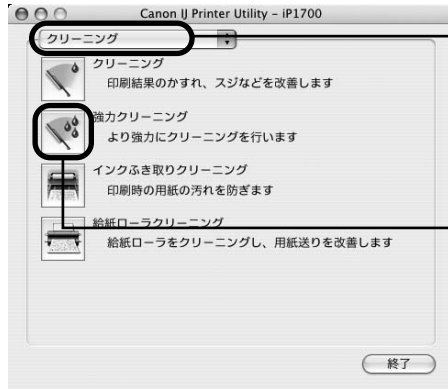 Canon IJ Printer Utility – iP1700
クリーニング
クリーニング
印刷結果のかすれ、スジなどを改善します
強力クリーニング
より強力にクリーニングを行います
インクふき取りクリーニング
印刷時の用紙の汚れを防ぎます
給紙ローラクリーニング
給紙ローラをクリーニングし、用紙送りを改善します
終了